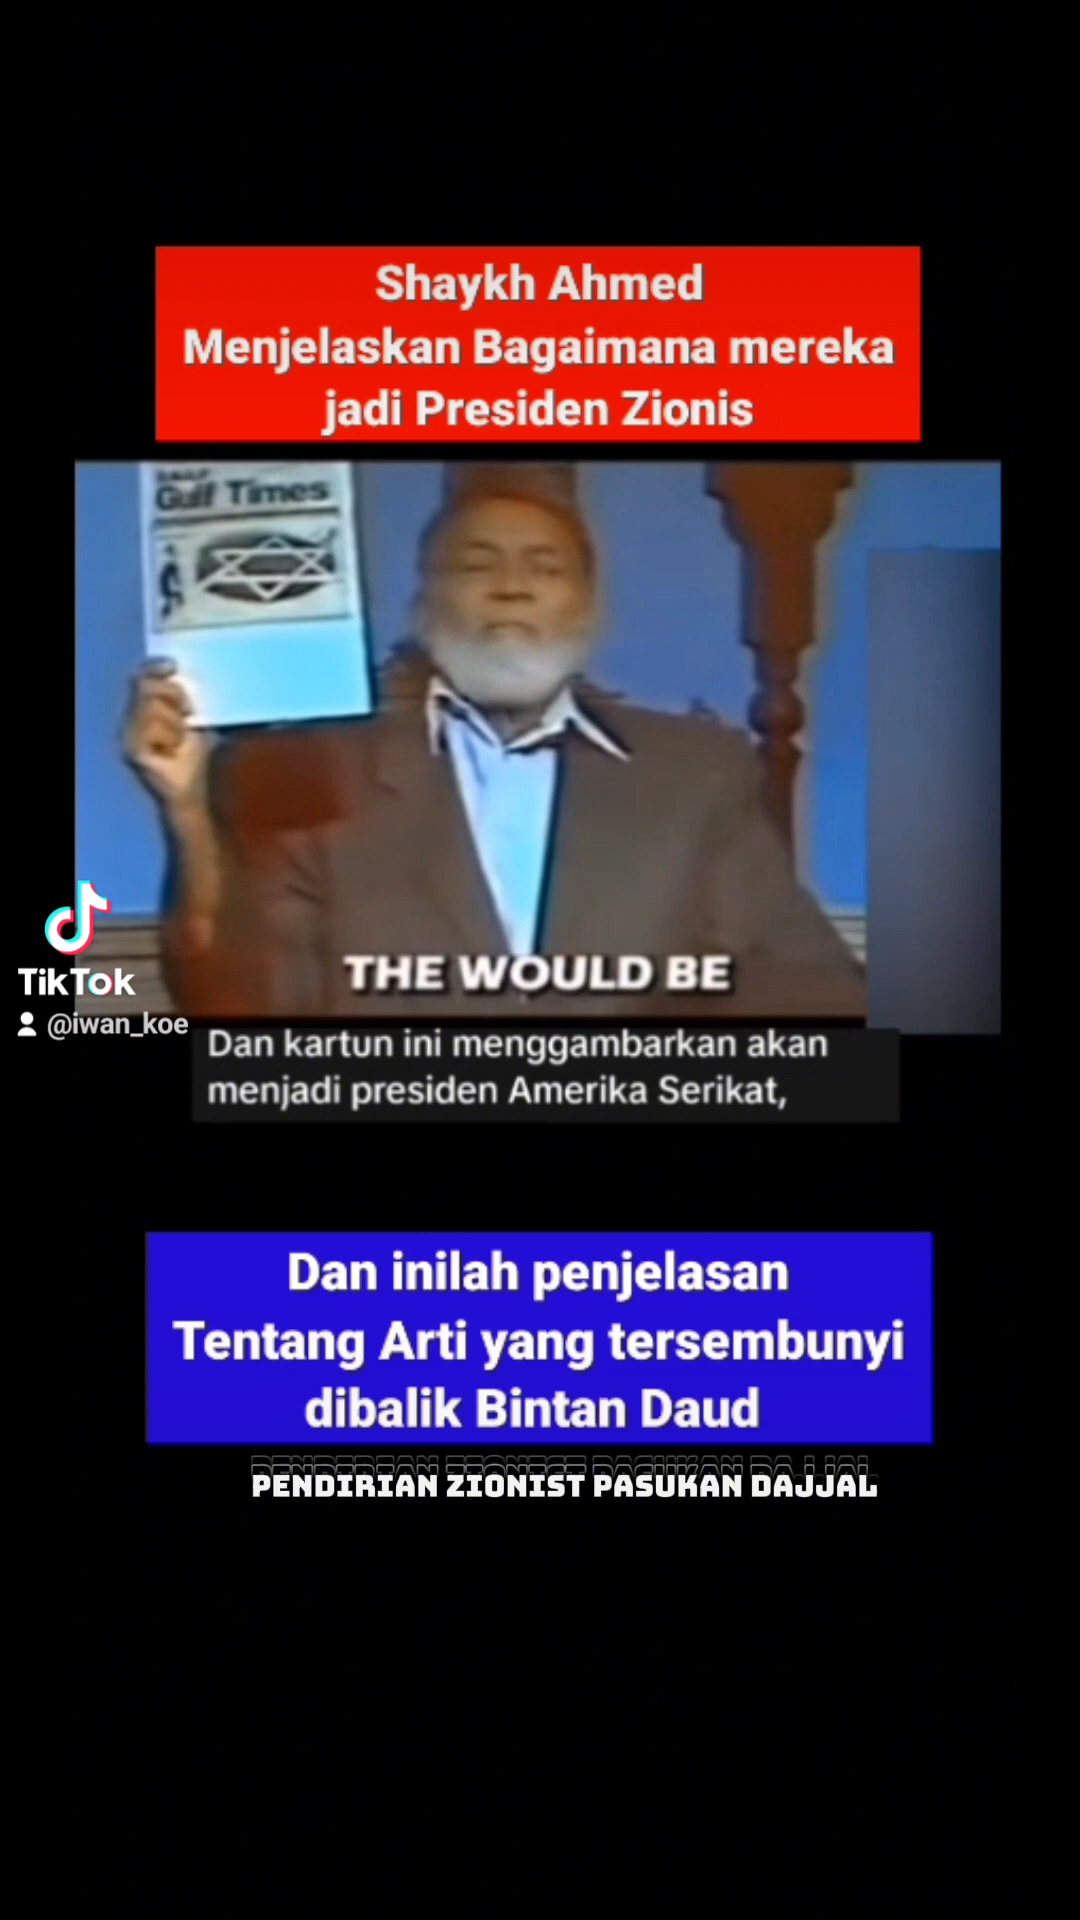 Shaykh Ahmed
Menjelaskan Bagaimana mereka
jadi Presiden Zionis
Gulf Times
THE WOULD BE
TikTok
@iwan_koe
Dan kartun ini menggambarkan akan
menjadi presiden Amerika Serikat,
Dan inilah penjelasan
Tentang Arti yang tersembunyi
dibalik Bintan Daud
PENDIRIAN ZIONIST PASUKAN DAJJAL